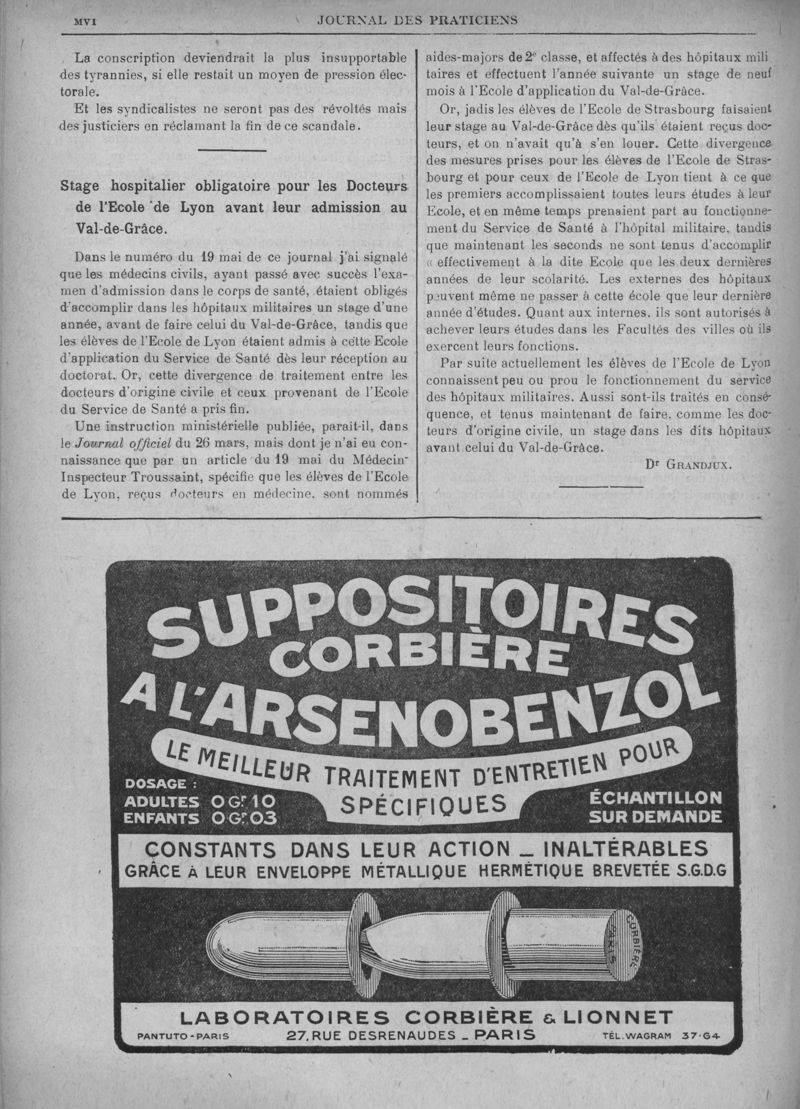 MVI
JOURNAL DES PRATICIENS
La conscription deviendrait la plus insupportable
des tyrannies, si elle restait un moyen de pression élec-
torale.
Et les syndicalistes ne seront pas des révoltés mais
des justiciers en réclamant la fin de ce scandale.
Stage hospitalier obligatoire pour les Docteurs
de l'Ecole de Lyon avant leur admission au
Val-de-Grâce.
Dans le numéro du 19 mai de ce journal j'ai signalé
que les médecins civils, ayant passé avec succès l'exa-
men d'admission dans le corps de santé, étaient obligés
d'accomplir dans les hôpitaux militaires un stage d'une
année, avant de faire celui du Val-de-Grâce, tandis que
les élèves de l'Ecole de Lyon étaient admis à cette Ecole
d'application du Service de Santé dès leur réception au
doctorat. Or, cette divergence de traitement entre les
docteurs d'origine civile et ceux provenant de l'Ecole
du Service de Santé a pris fin.
Une instruction ministérielle publiée, parait-il, dans
le Journal officiel du 26 mars, mais dont je n'ai eu con-
naissance que par un article du 19 mai du Médecin
Inspecteur Troussaint, spécifie que les élèves de l'Ecole
de Lyon, reçus docteurs en médecine, sont nommés
aides-majors de 2e classe, et affectés à des hôpitaux mili
taires et effectuent l'année suivante un stage de neuf
mois à l'Ecole d'application du Val-de-Grâce.
Or, jadis les élèves de l'Ecole de Strasbourg faisaient
leur stage au Val-de-Grâce dès qu'ils étaient reçus doc-
teurs, et on n'avait qu'à s'en louer. Cette divergence
des mesures prises pour les élèves de l'Ecole de Stras-
bourg et pour ceux de l'Ecole de Lyon tient à ce que
les premiers accomplissaient toutes leurs études à leur
Ecole, et en même temps prenaient part au fonctionne-
ment du Service de Santé à l'hôpital militaire, tandis
que maintenant les seconds ne sont tenus d'accomplir
« effectivement à la dite Ecole que les deux dernières
années de leur scolarité. Les externes des hôpitaux
peuvent même ne passer à cette école que leur dernière
année d'études. Quant aux internes, ils sont autorisés à
achever leurs études dans les Facultés des villes où ils
exercent leurs fonctions.
Par suite actuellement les élèves de l'Ecole de Lyon
connaissent peu ou prou le fonctionnement du service
des hôpitaux militaires. Aussi sont-ils traités en consé-
quence, et tenus maintenant de faire, comme les doc-
teurs d'origine civile, un stage dans les dits hôpitaux
avant celui du Val-de-Grâce.
Dr GRANDJUX.
SUPPOSITOIRES
CORBIÈRE
A L'ARSENOBENZOL
LE MEILLEUR TRAITEMENT D'ENTRETIEN POUR
SPÉCIFIQUES
DOSAGE :
ADULTES 0 Gr 10
ENFANTS 0 Gr 03
ÉCHANTILLON
SUR DEMANDE
CONSTANTS DANS LEUR ACTION _ INALTÉRABLES
GRÂCE À LEUR ENVELOPPE MÉTALLIQUE HERMÉTIQUE BREVETÉE S.G.D.G
CORBIÈRE
PARIS
LABORATOIRES CORBIÈRE & LIONNET
PANTUTO-PARIS
27, RUE DESRENAUDES _ PARIS
TÉL. WAGRAM 37-64